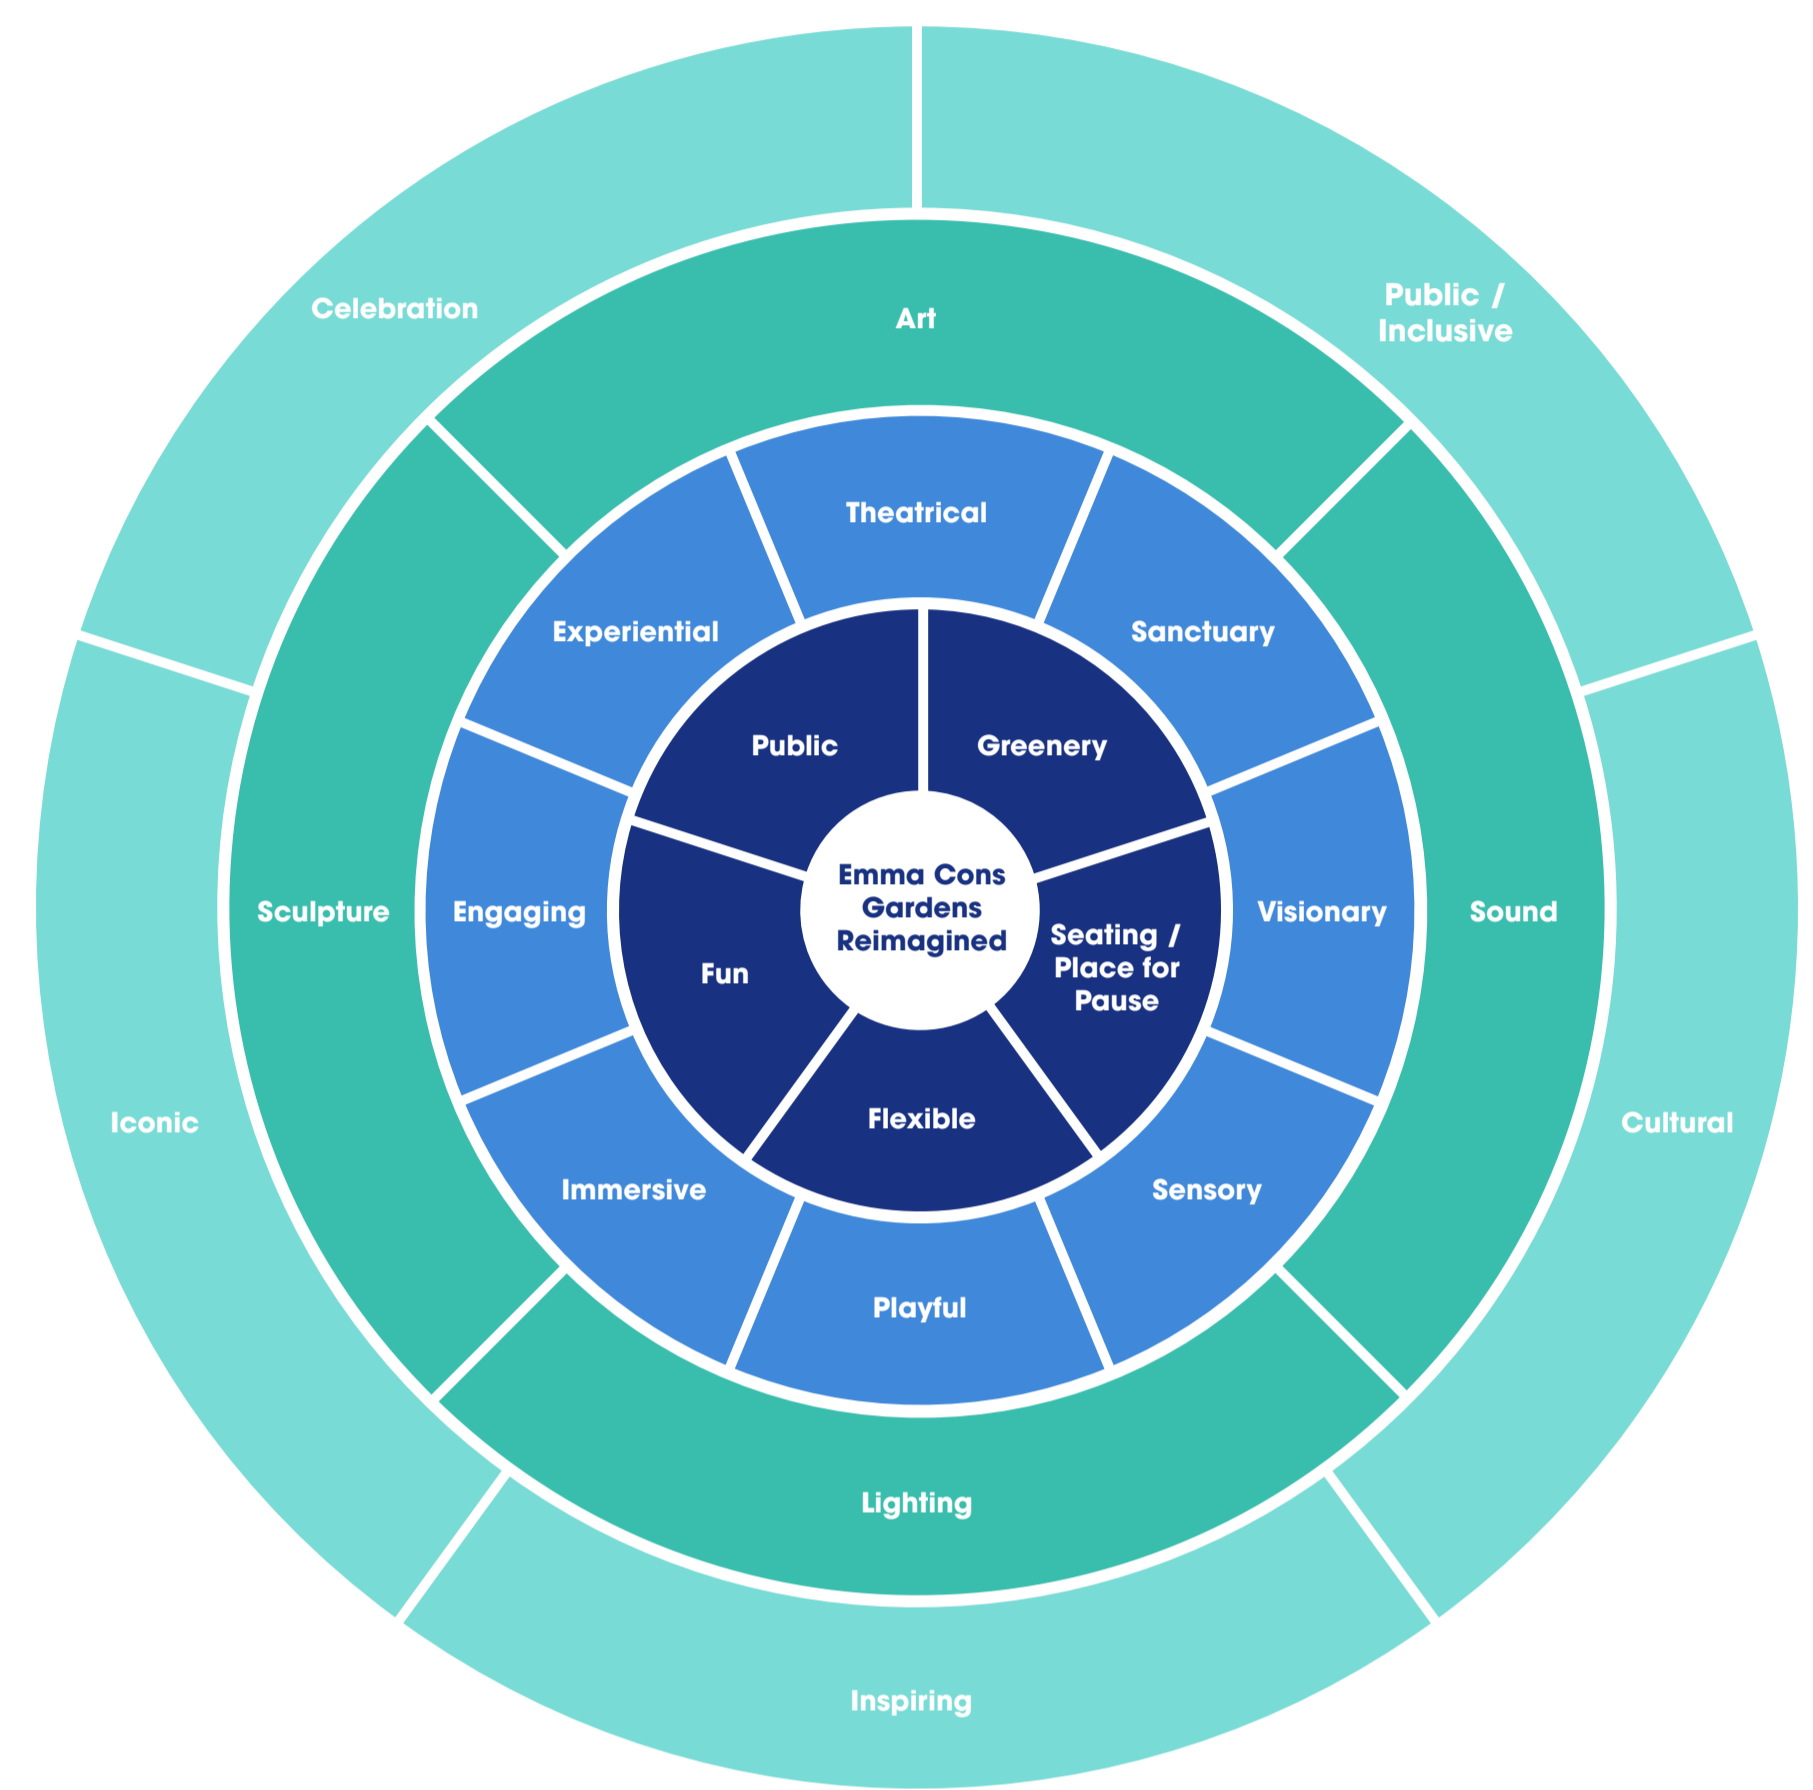 Celebration
Public /
Inclusive
Art
Theatrical
Experiential
Sanctuary
Public
Greenery
Emma Cons
Gardens
Reimagined
Sculpture
Engaging
Fun
Seating /
Place for
Pause
Visionary
Sound
Iconic
Flexible
Cultural
Immersive
Sensory
Playful
Lighting
Inspiring